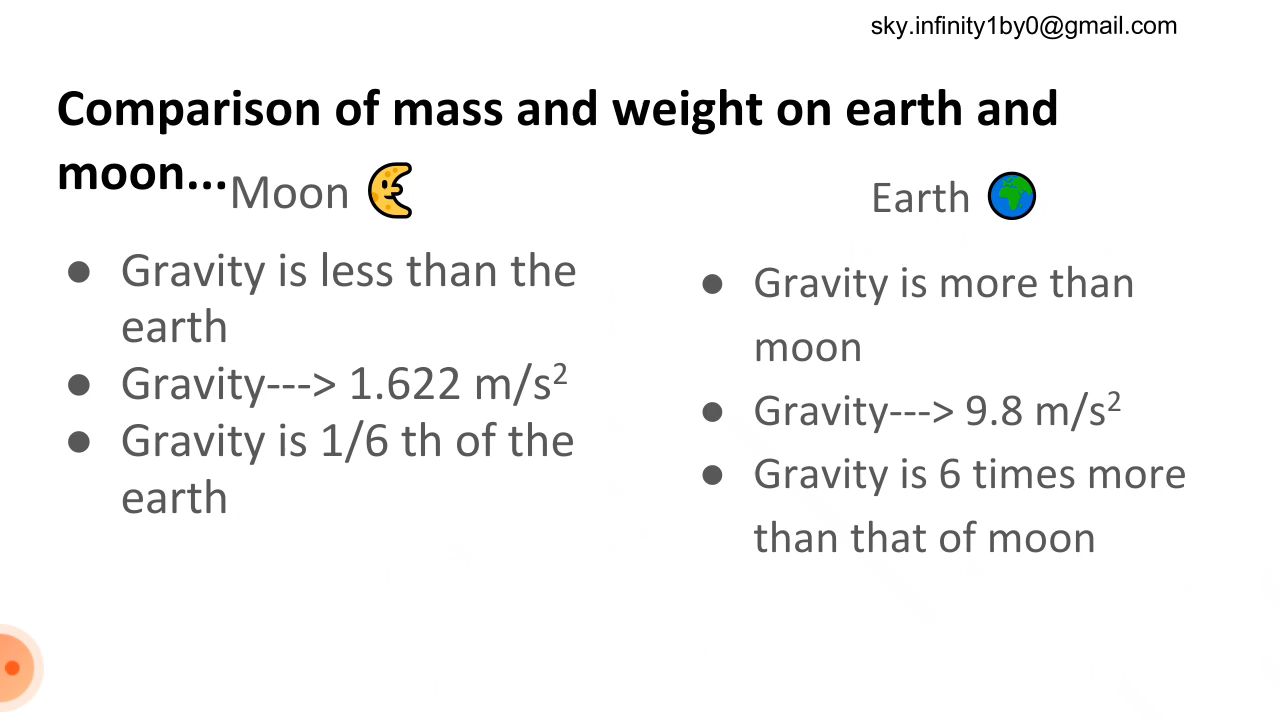 sky.infinity1by0@gmail.com
Comparison of mass and weight on earth and
moon...
Moon
● Gravity is less than the
earth
● Gravity---> 1.622 m/s²
● Gravity is 1/6 th of the
earth
Earth
● Gravity is more than
moon
● Gravity---> 9.8 m/s²
● Gravity is 6 times more
than that of moon